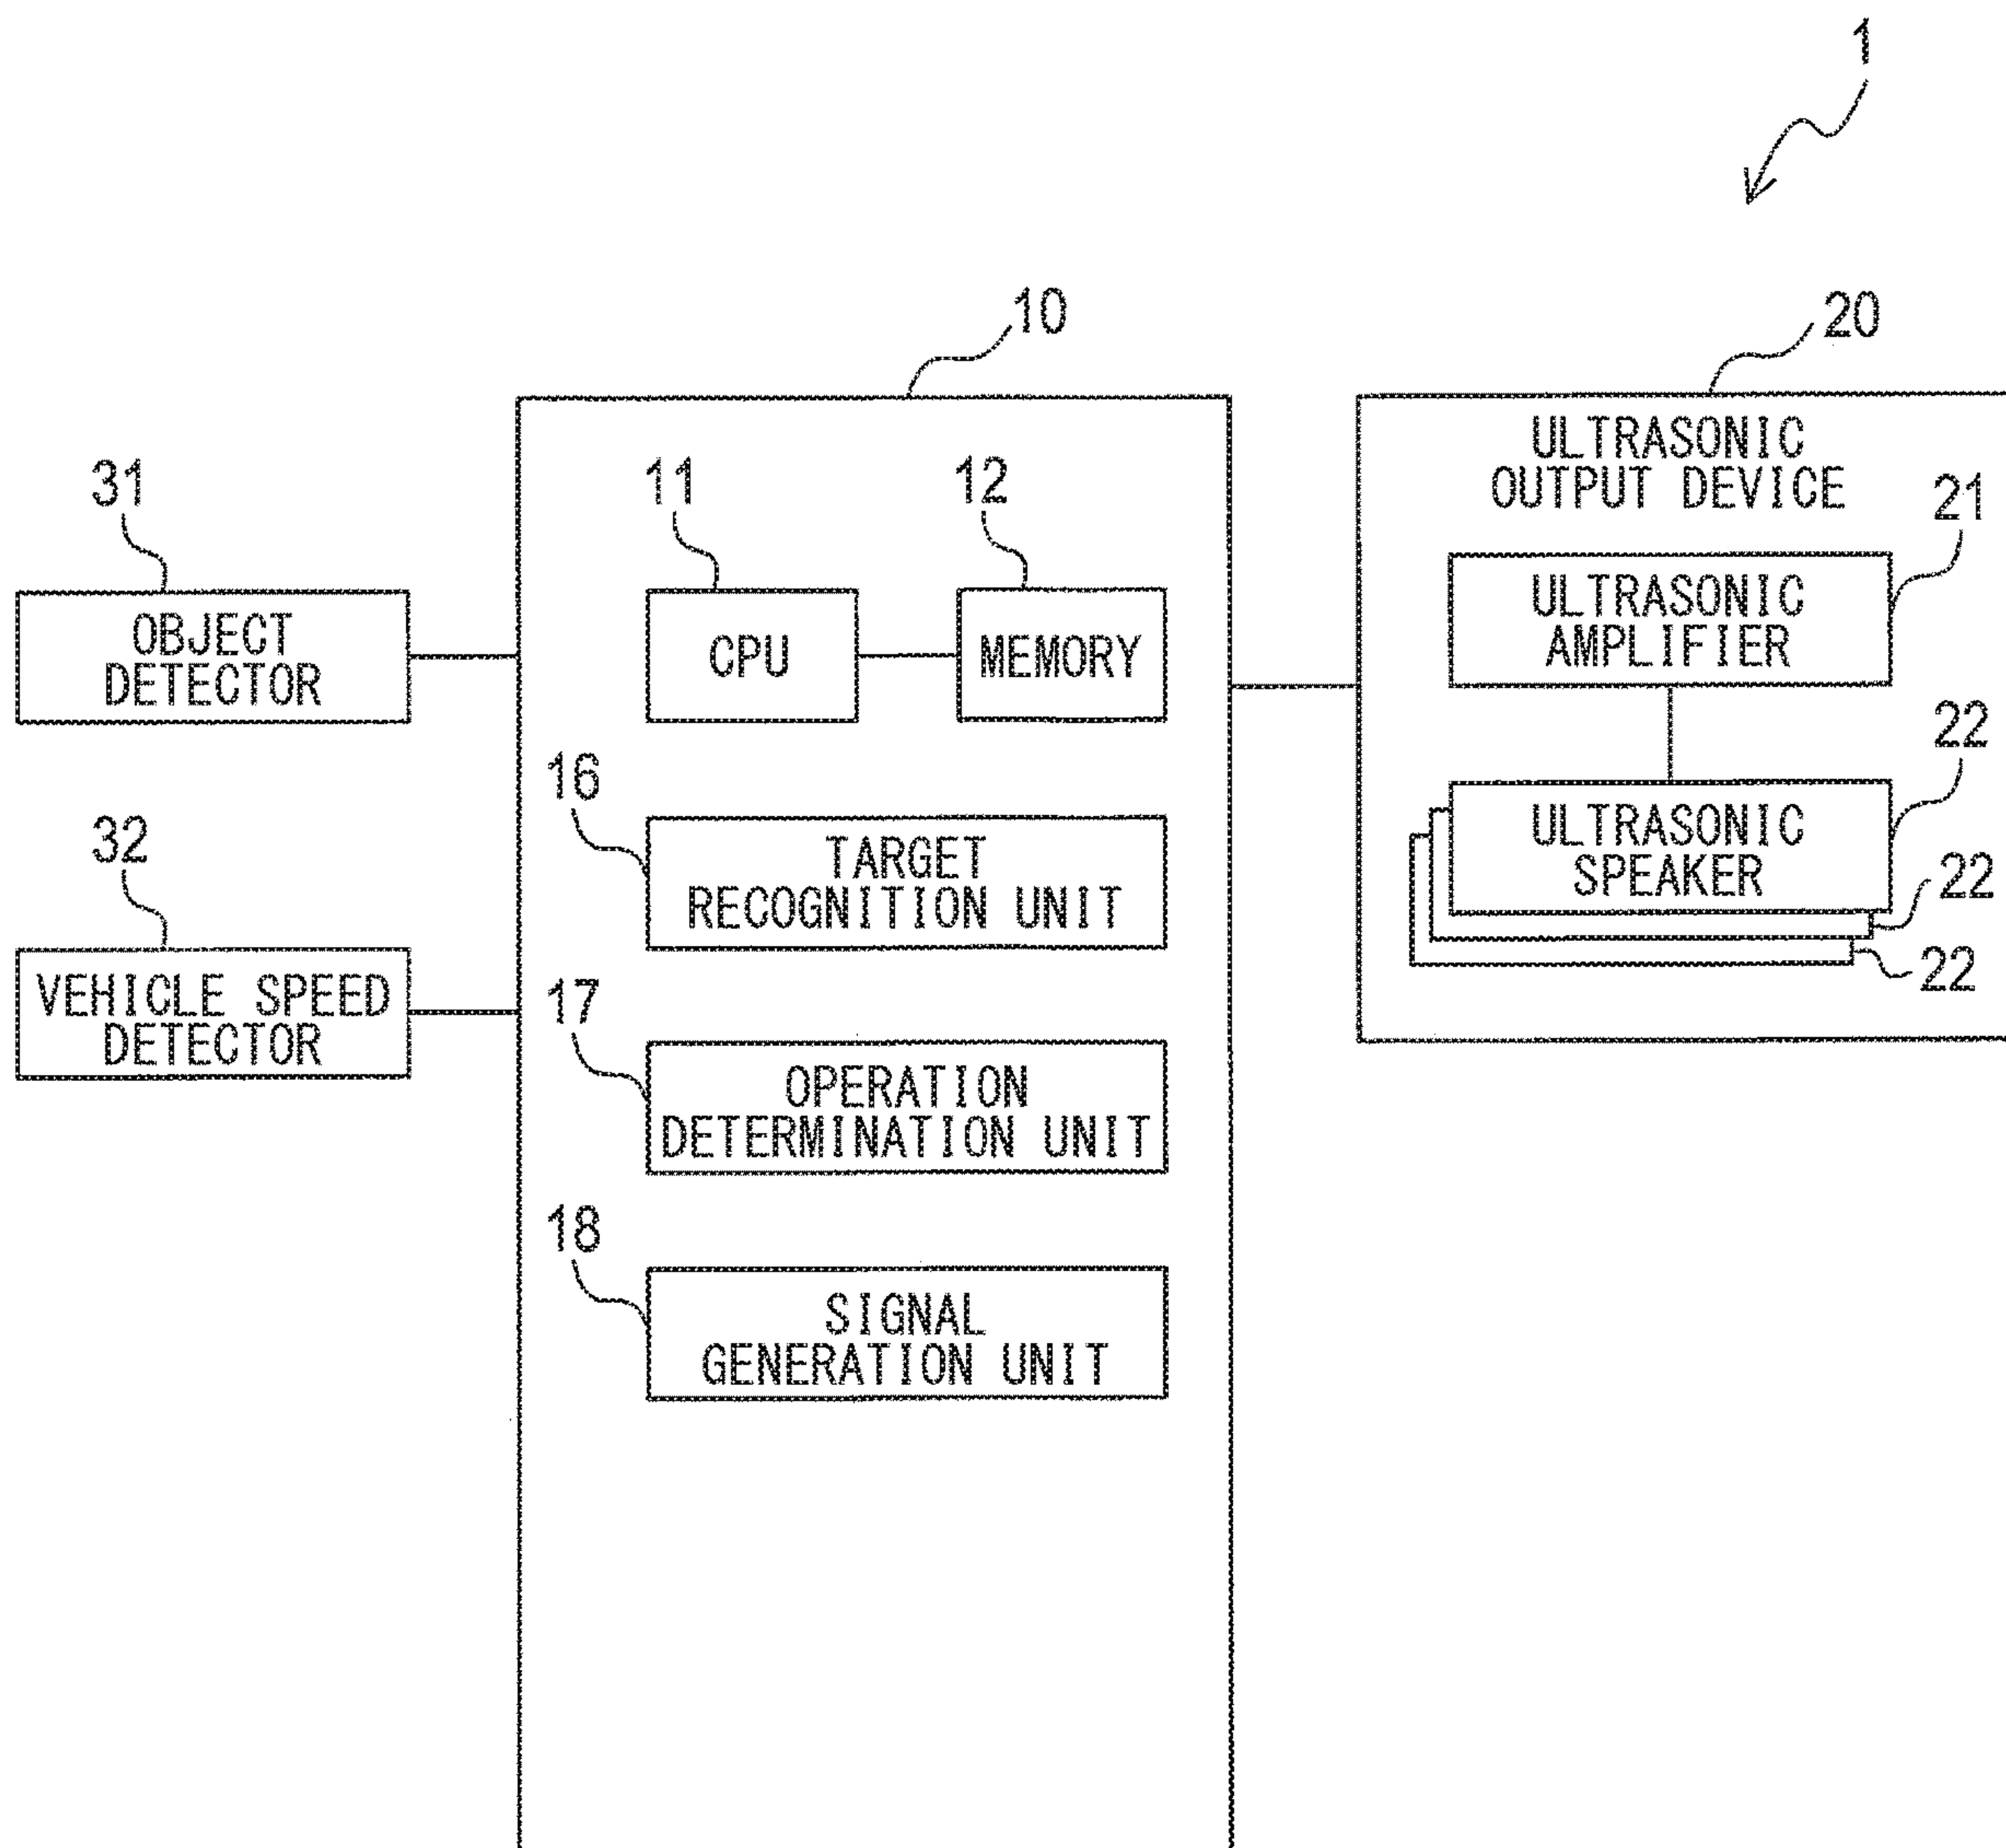 1
10
20
ULTRASONIC
OUTPUT DEVICE
31
11
12
21
OBJECT
DETECTOR
CPU
MEMORY
ULTRASONIC
AMPLIFIER
16
22
32
TARGET
RECOGNITION UNIT
ULTRASONIC
SPEAKER
22
22
VEHICLE SPEED
DETECTOR
17
OPERATION
DETERMINATION UNIT
18
SIGNAL
GENERATION UNIT